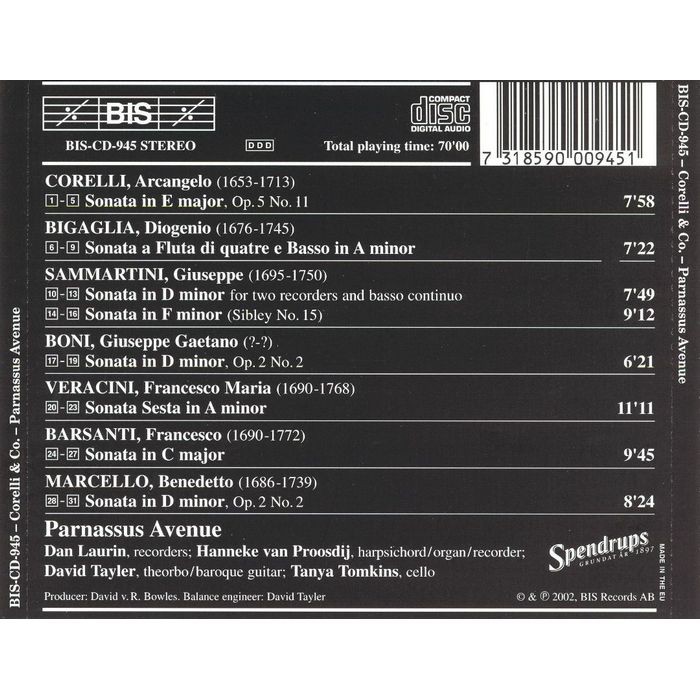 BIS
COMPACT
disc
DIGITAL AUDIO
BIS-CD-945 STEREO
DDD
Total playing time: 70'00
7 318590 009451
CORELLI, Arcangelo (1653-1713)
1 - 5 Sonata in E major, Op. 5 No. 11 7'58
BIGAGLIA, Diogenio (1676-1745)
6 - 9 Sonata a Fluta di quatre e Basso in A minor 7'22
SAMMARTINI, Giuseppe (1695-1750)
10 - 13 Sonata in D minor for two recorders and basso continuo 7'49
14 - 16 Sonata in F minor (Sibley No. 15) 9'12
BONI, Giuseppe Gaetano (?-?)
17 - 19 Sonata in D minor, Op. 2 No. 2 6'21
VERACINI, Francesco Maria (1690-1768)
20 - 23 Sonata Sesta in A minor 11'11
BARSANTI, Francesco (1690-1772)
24 - 27 Sonata in C major 9'45
MARCELLO, Benedetto (1686-1739)
28 - 31 Sonata in D minor, Op. 2 No. 2 8'24
Parnassus Avenue
Dan Laurin, recorders; Hanneke van Proosdij, harpsichord/organ/recorder;
David Tayler, theorbo/baroque guitar; Tanya Tomkins, cello
Producer: David v. R. Bowles. Balance engineer: David Tayler
Spendrups
GRUNDAT ÅR 1897
MADE IN THE EU
© & ℗ 2002, BIS Records AB
BIS-CD-945 – Corelli & Co. – Parnassus Avenue
BIS-CD-945 – Corelli & Co. – Parnassus Avenue